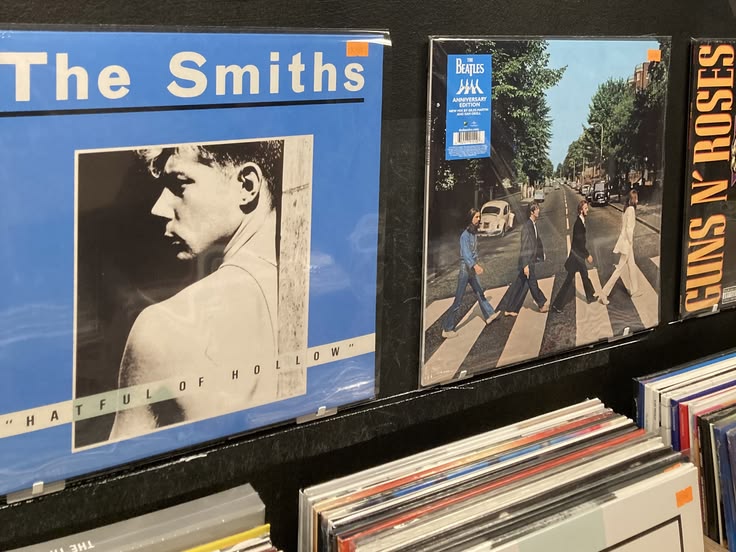 The Smiths
"HATFUL OF HOLLOW"
THE
BEATLES
ANNIVERSARY
EDITION
GUNS N' ROSES